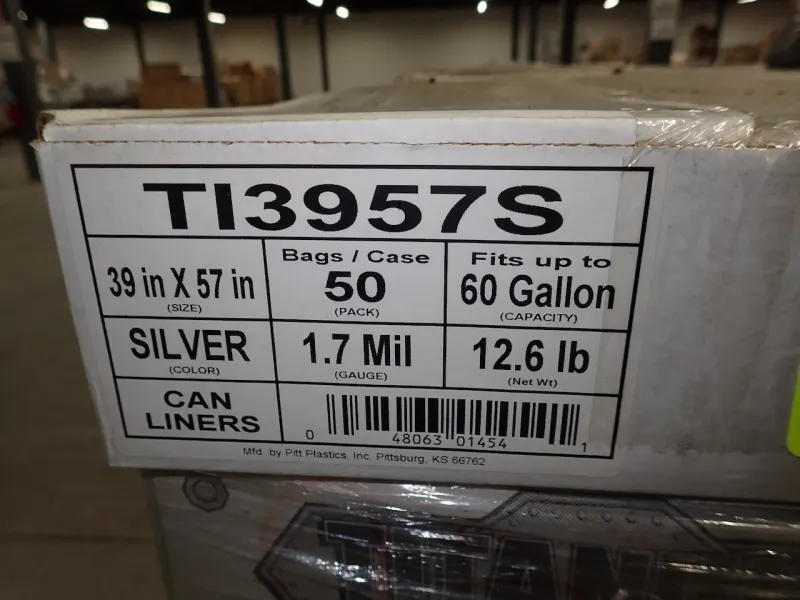 TI3957S
39 in X 57 in
(SIZE)
Bags / Case
50
(PACK)
Fits up to
60 Gallon
(CAPACITY)
SILVER
(COLOR)
1.7 Mil
(GAUGE)
12.6 lb
(Net Wt)
CAN
LINERS
0 48063 01454 1
Mfd. by Pitt Plastics, Inc. Pittsburg, KS 66762
TITAN